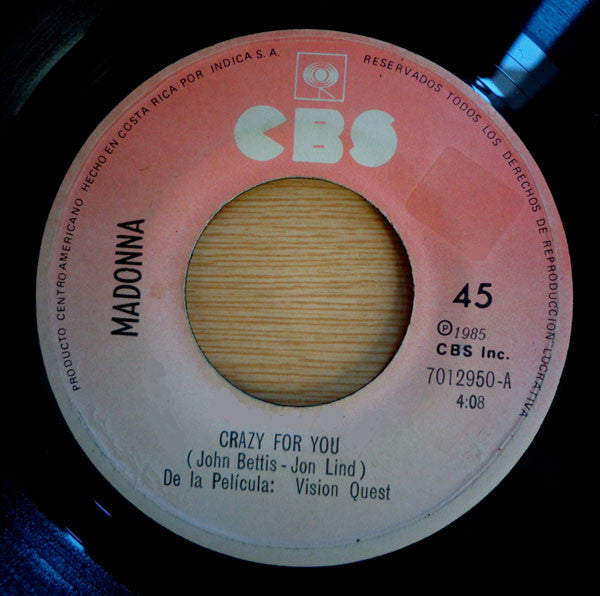 PRODUCTO CENTROAMERICANO HECHO EN COSTA RICA POR INDICA S.A.
RESERVADOS TODOS LOS DERECHOS DE REPRODUCCION LUCRATIVA
CBS
MADONNA
45
Ⓟ1985
CBS Inc.
7012950-A
4:08
CRAZY FOR YOU
(John Bettis - Jon Lind)
De la Película: Vision Quest